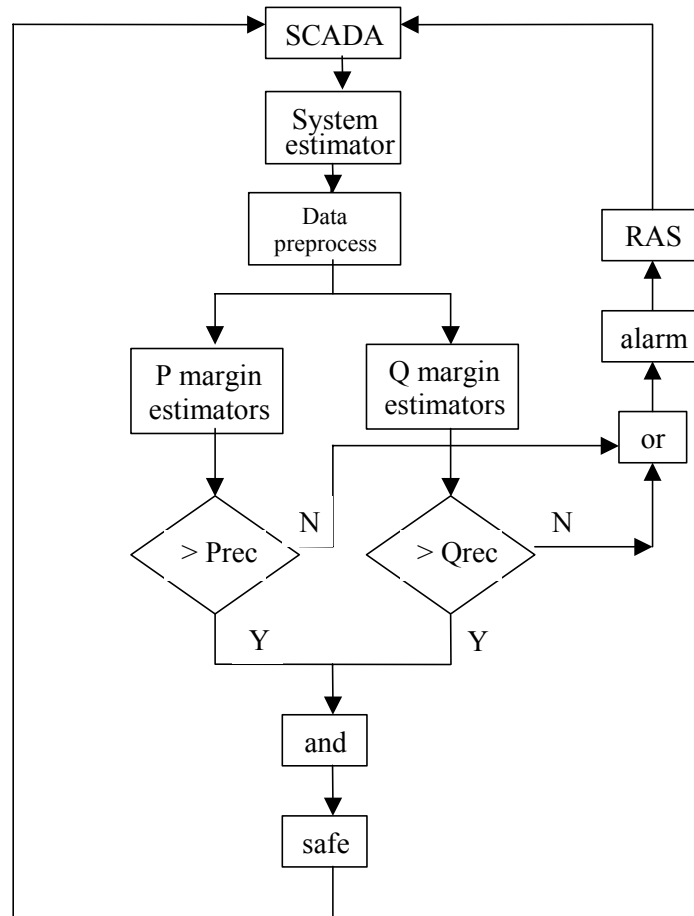 SCADA
System
estimator
Data
preprocess
RAS
alarm
P margin
estimators
Q margin
estimators
or
N
N
> Prec
> Qrec
Y
Y
and
safe